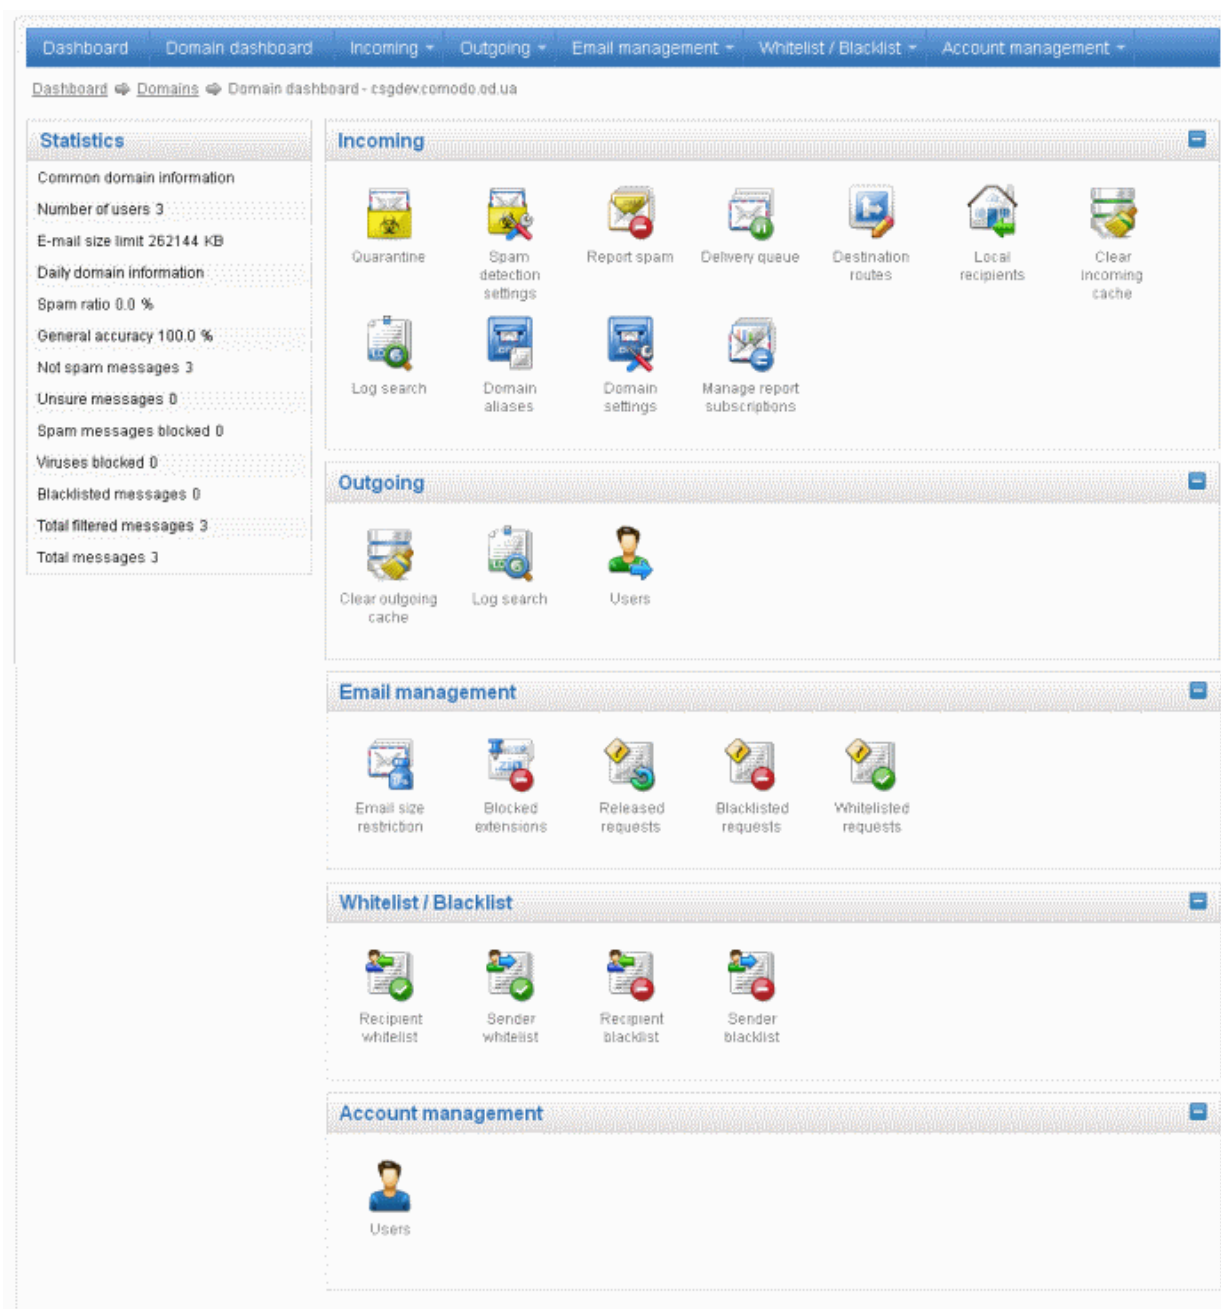 Dashboard Domain dashboard Incoming Outgoing Email management Whitelist / Blacklist Account management
Dashboard Domains Domain dashboard - csgdev.comodo.od.ua
Statistics
Common domain information
Number of users 3
E-mail size limit 262144 KB
Daily domain information
Spam ratio 0.0 %
General accuracy 100.0 %
Not spam messages 3
Unsure messages 0
Spam messages blocked 0
Viruses blocked 0
Blacklisted messages 0
Total filtered messages 3
Total messages 3
Incoming
Quarantine
Spam
detection
settings
Report spam
Delivery queue
Destination
routes
Local
recipients
Clear
incoming
cache
Log search
Domain
aliases
Domain
settings
Manage report
subscriptions
Outgoing
Clear outgoing
cache
Log search
Users
Email management
Email size
restriction
Blocked
extensions
Released
requests
Blacklisted
requests
Whitelisted
requests
Whitelist / Blacklist
Recipient
whitelist
Sender
whitelist
Recipient
blacklist
Sender
blacklist
Account management
Users